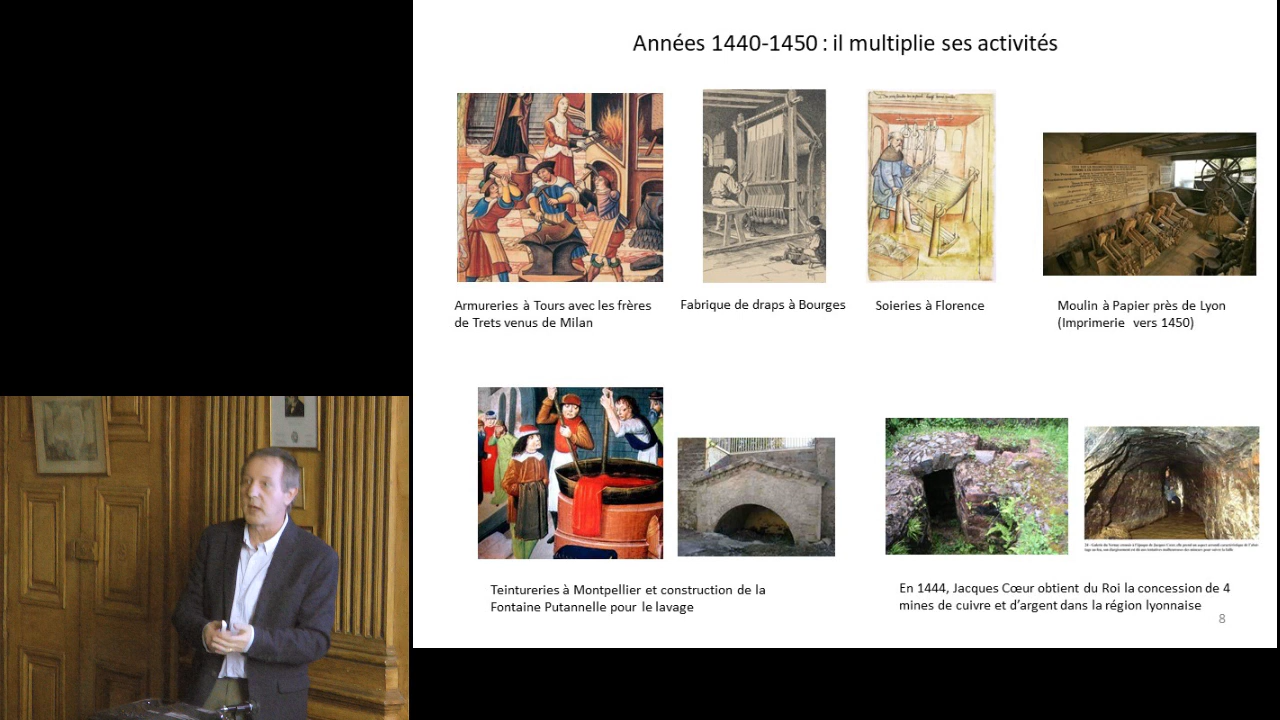 Années 1440-1450 : il multiplie ses activités
Armureries à Tours avec les frères
de Trets venus de Milan
Fabrique de draps à Bourges
Soieries à Florence
Moulin à Papier près de Lyon
(Imprimerie vers 1450)
Teintureries à Montpellier et construction de la
Fontaine Putannelle pour le lavage
En 1444, Jacques Cœur obtient du Roi la concession de 4
mines de cuivre et d’argent dans la région lyonnaise
8